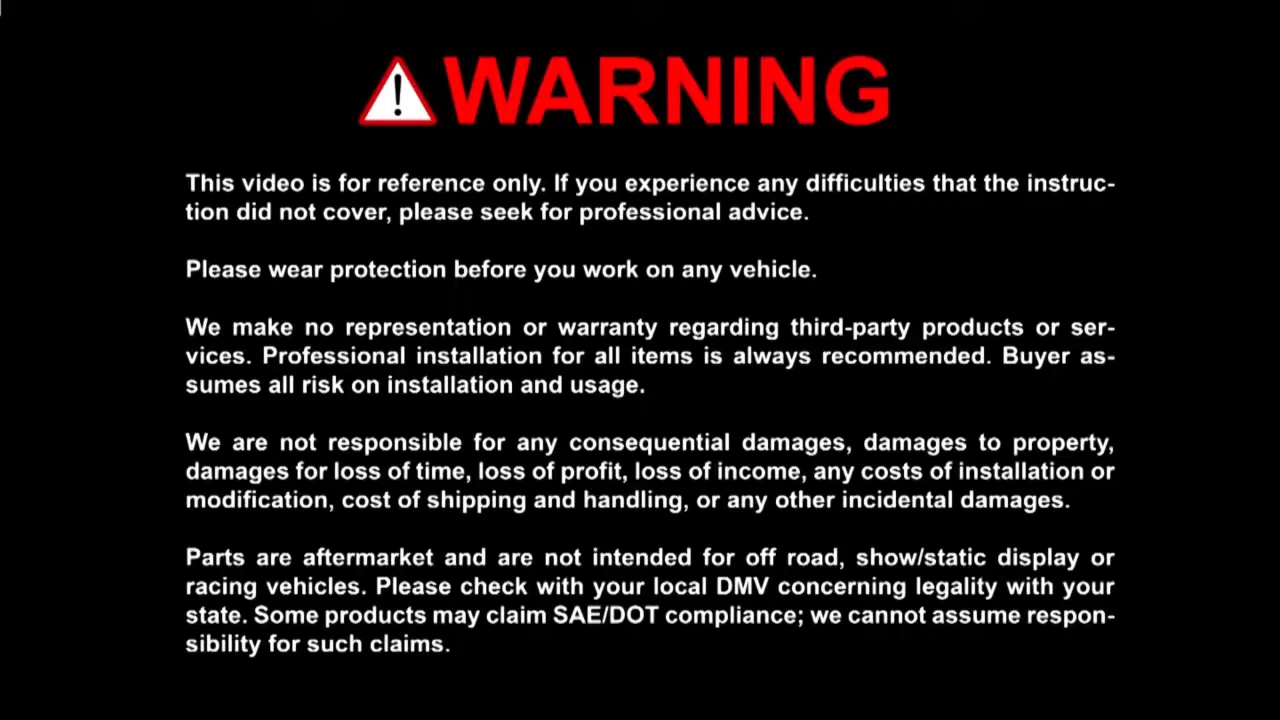 WARNING
This video is for reference only. If you experience any difficulties that the instruc-
tion did not cover, please seek for professional advice.
Please wear protection before you work on any vehicle.
We make no representation or warranty regarding third-party products or ser-
vices. Professional installation for all items is always recommended. Buyer as-
sumes all risk on installation and usage.
We are not responsible for any consequential damages, damages to property,
damages for loss of time, loss of profit, loss of income, any costs of installation or
modification, cost of shipping and handling, or any other incidental damages.
Parts are aftermarket and are not intended for off road, show/static display or
racing vehicles. Please check with your local DMV concerning legality with your
state. Some products may claim SAE/DOT compliance; we cannot assume respon-
sibility for such claims.